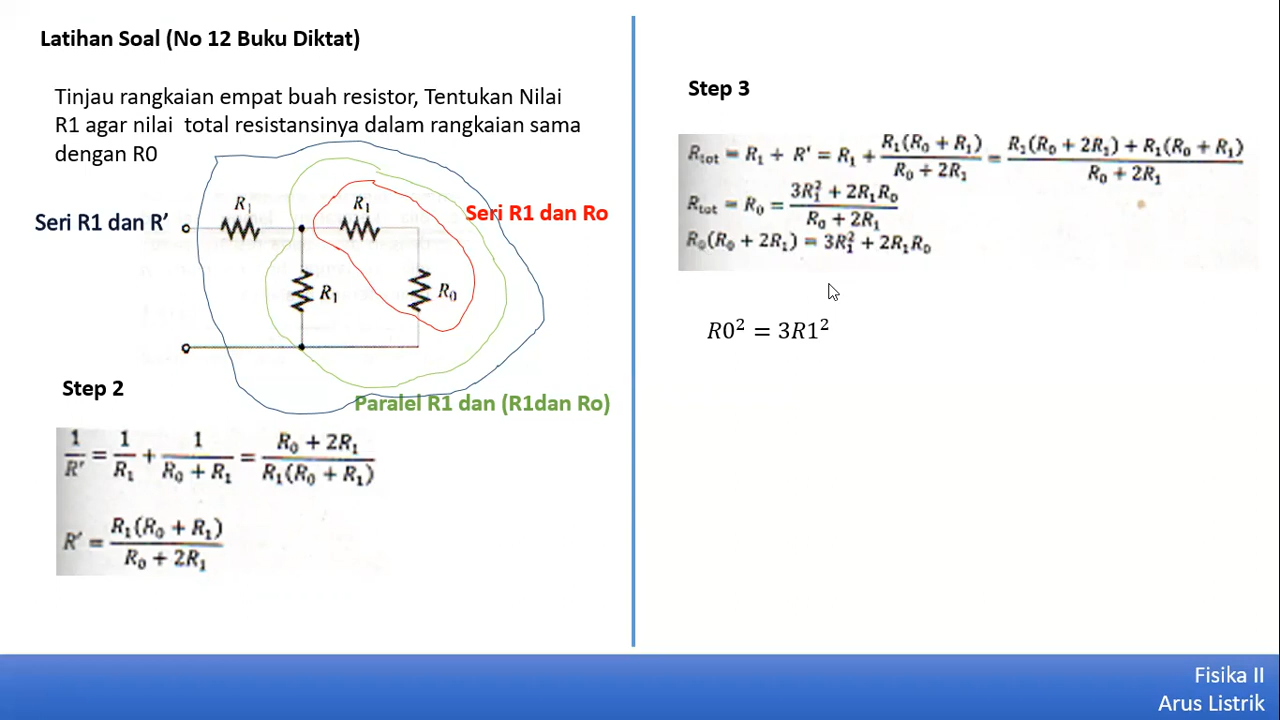 Latihan Soal (No 12 Buku Diktat)
Tinjau rangkaian empat buah resistor, Tentukan Nilai
R1 agar nilai total resistansinya dalam rangkaian sama
dengan R0
Seri R1 dan R’
R₁
R₁
Seri R1 dan Ro
R₁
R₀
Paralel R1 dan (R1dan Ro)
Step 2
1/R' = 1/R₁ + 1/(R₀ + R₁) = (R₀ + 2R₁)/(R₁(R₀ + R₁))
R' = R₁(R₀ + R₁)/(R₀ + 2R₁)
Step 3
Rtot = R₁ + R' = R₁ + R₁(R₀ + R₁)/(R₀ + 2R₁) = (R₁(R₀ + 2R₁) + R₁(R₀ + R₁))/(R₀ + 2R₁)
Rtot = R₀ = (3R₁² + 2R₁R₀)/(R₀ + 2R₁)
R₀(R₀ + 2R₁) = 3R₁² + 2R₁R₀
R0² = 3R1²
Fisika II
Arus Listrik